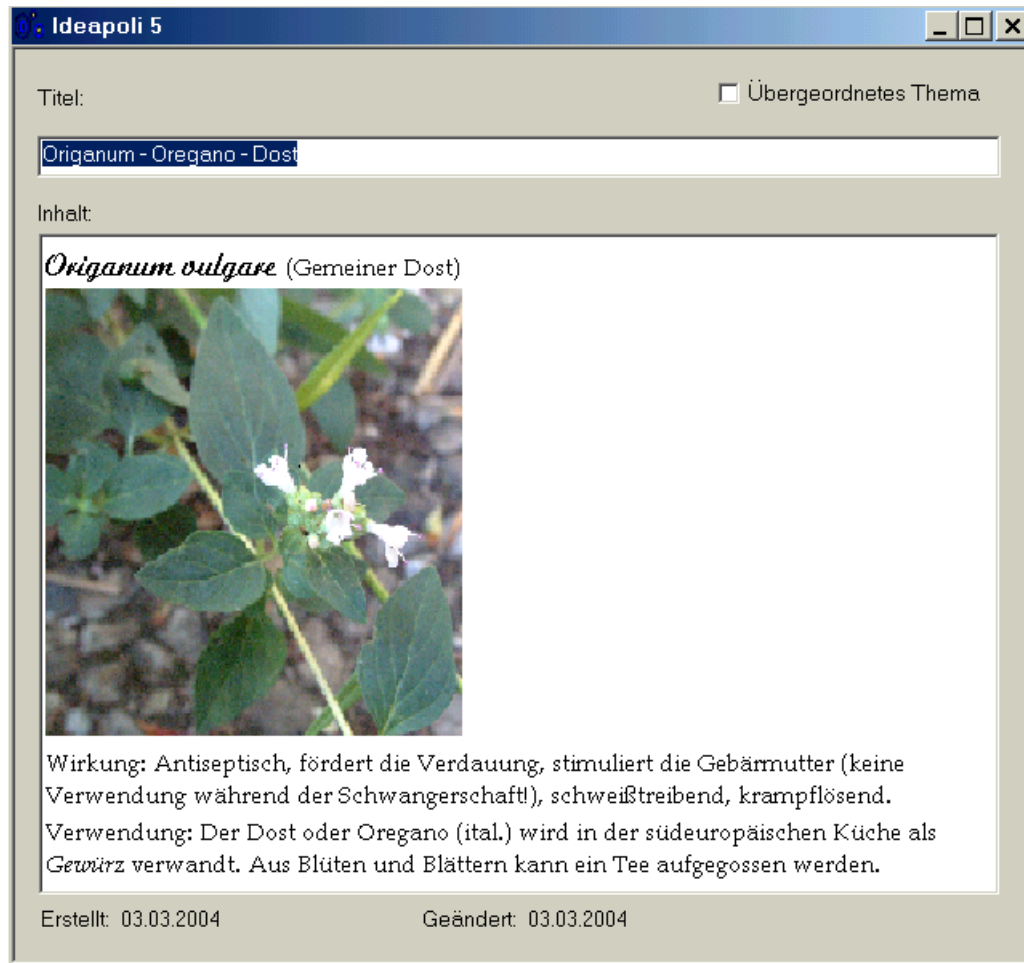 Ideapoli 5
Titel:
Übergeordnetes Thema
Origanum - Oregano - Dost
Inhalt:
Origanum vulgare (Gemeiner Dost)
Wirkung: Antiseptisch, fördert die Verdauung, stimuliert die Gebärmutter (keine
Verwendung während der Schwangerschaft!), schweißtreibend, krampflösend.
Verwendung: Der Dost oder Oregano (ital.) wird in der südeuropäischen Küche als
Gewürz verwandt. Aus Blüten und Blättern kann ein Tee aufgegossen werden.
Erstellt: 03.03.2004
Geändert: 03.03.2004